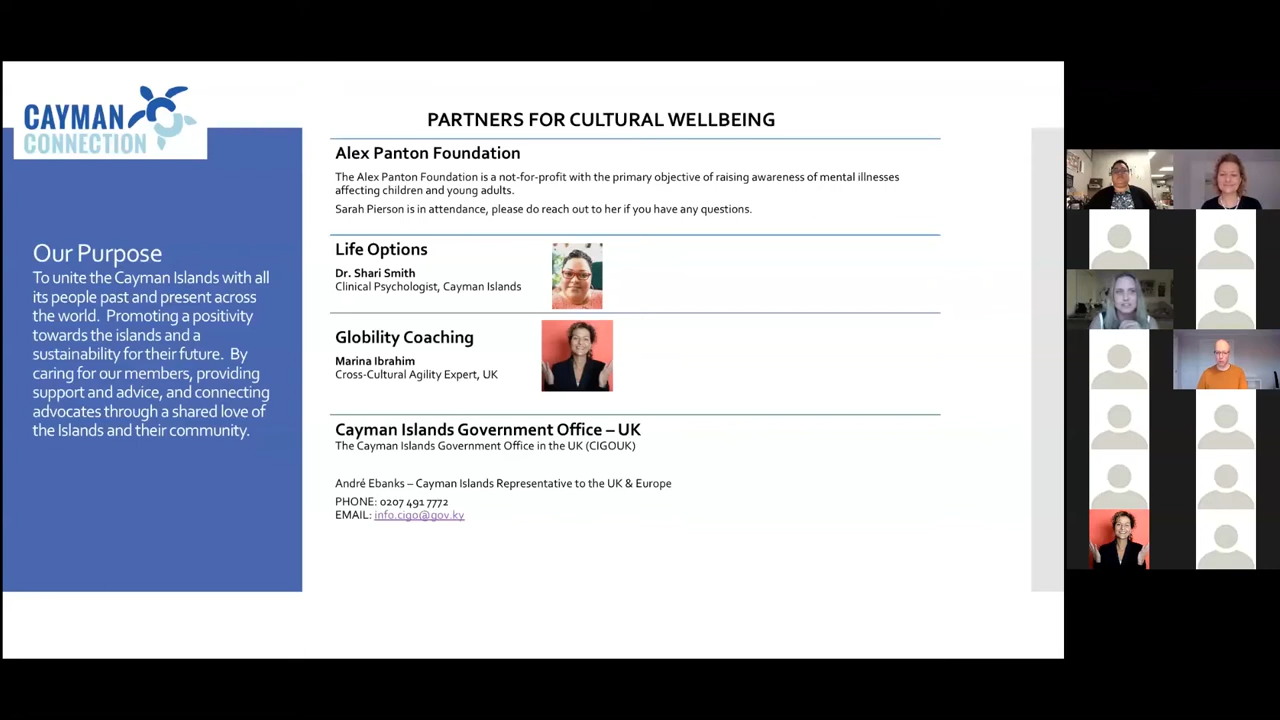 CAYMAN
CONNECTION
Our Purpose
To unite the Cayman Islands with all
its people past and present across
the world. Promoting a positivity
towards the islands and a
sustainability for their future. By
caring for our members, providing
support and advice, and connecting
advocates through a shared love of
the Islands and their community.
PARTNERS FOR CULTURAL WELLBEING
Alex Panton Foundation
The Alex Panton Foundation is a not-for-profit with the primary objective of raising awareness of mental illnesses
affecting children and young adults.
Sarah Pierson is in attendance, please do reach out to her if you have any questions.
Life Options
Dr. Shari Smith
Clinical Psychologist, Cayman Islands
Globility Coaching
Marina Ibrahim
Cross-Cultural Agility Expert, UK
Cayman Islands Government Office – UK
The Cayman Islands Government Office in the UK (CIGOUK)
André Ebanks – Cayman Islands Representative to the UK & Europe
PHONE: 0207 491 7772
EMAIL: info.cigo@gov.ky